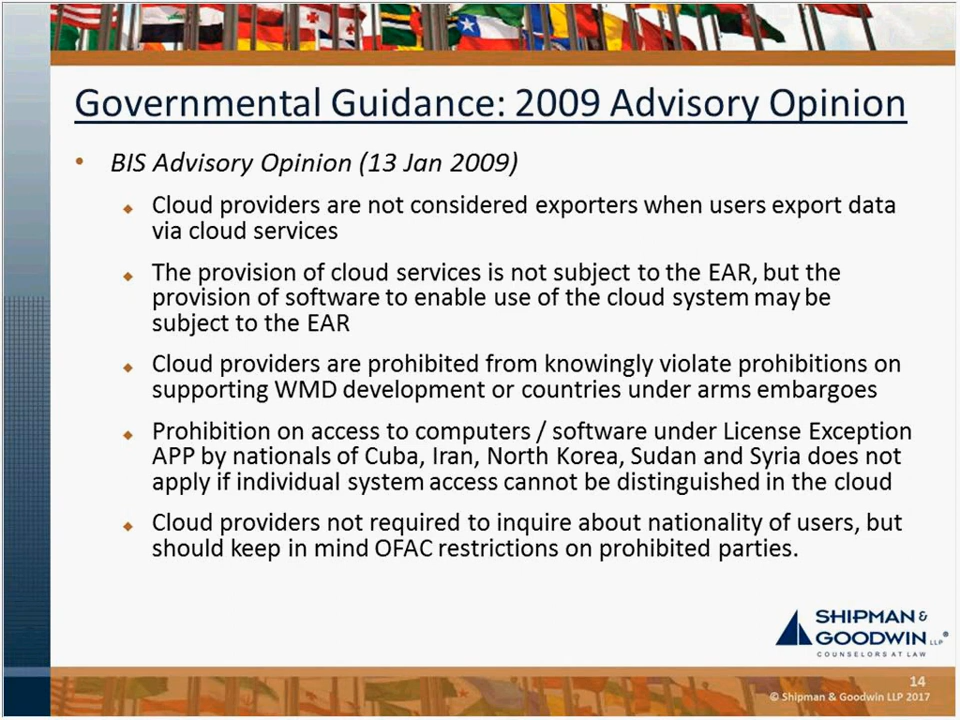 Governmental Guidance: 2009 Advisory Opinion
• BIS Advisory Opinion (13 Jan 2009)
◆ Cloud providers are not considered exporters when users export data
via cloud services
◆ The provision of cloud services is not subject to the EAR, but the
provision of software to enable use of the cloud system may be
subject to the EAR
◆ Cloud providers are prohibited from knowingly violate prohibitions on
supporting WMD development or countries under arms embargoes
◆ Prohibition on access to computers / software under License Exception
APP by nationals of Cuba, Iran, North Korea, Sudan and Syria does not
apply if individual system access cannot be distinguished in the cloud
◆ Cloud providers not required to inquire about nationality of users, but
should keep in mind OFAC restrictions on prohibited parties.
SHIPMAN &
GOODWIN LLP®
COUNSELORS AT LAW
14
© Shipman & Goodwin LLP 2017